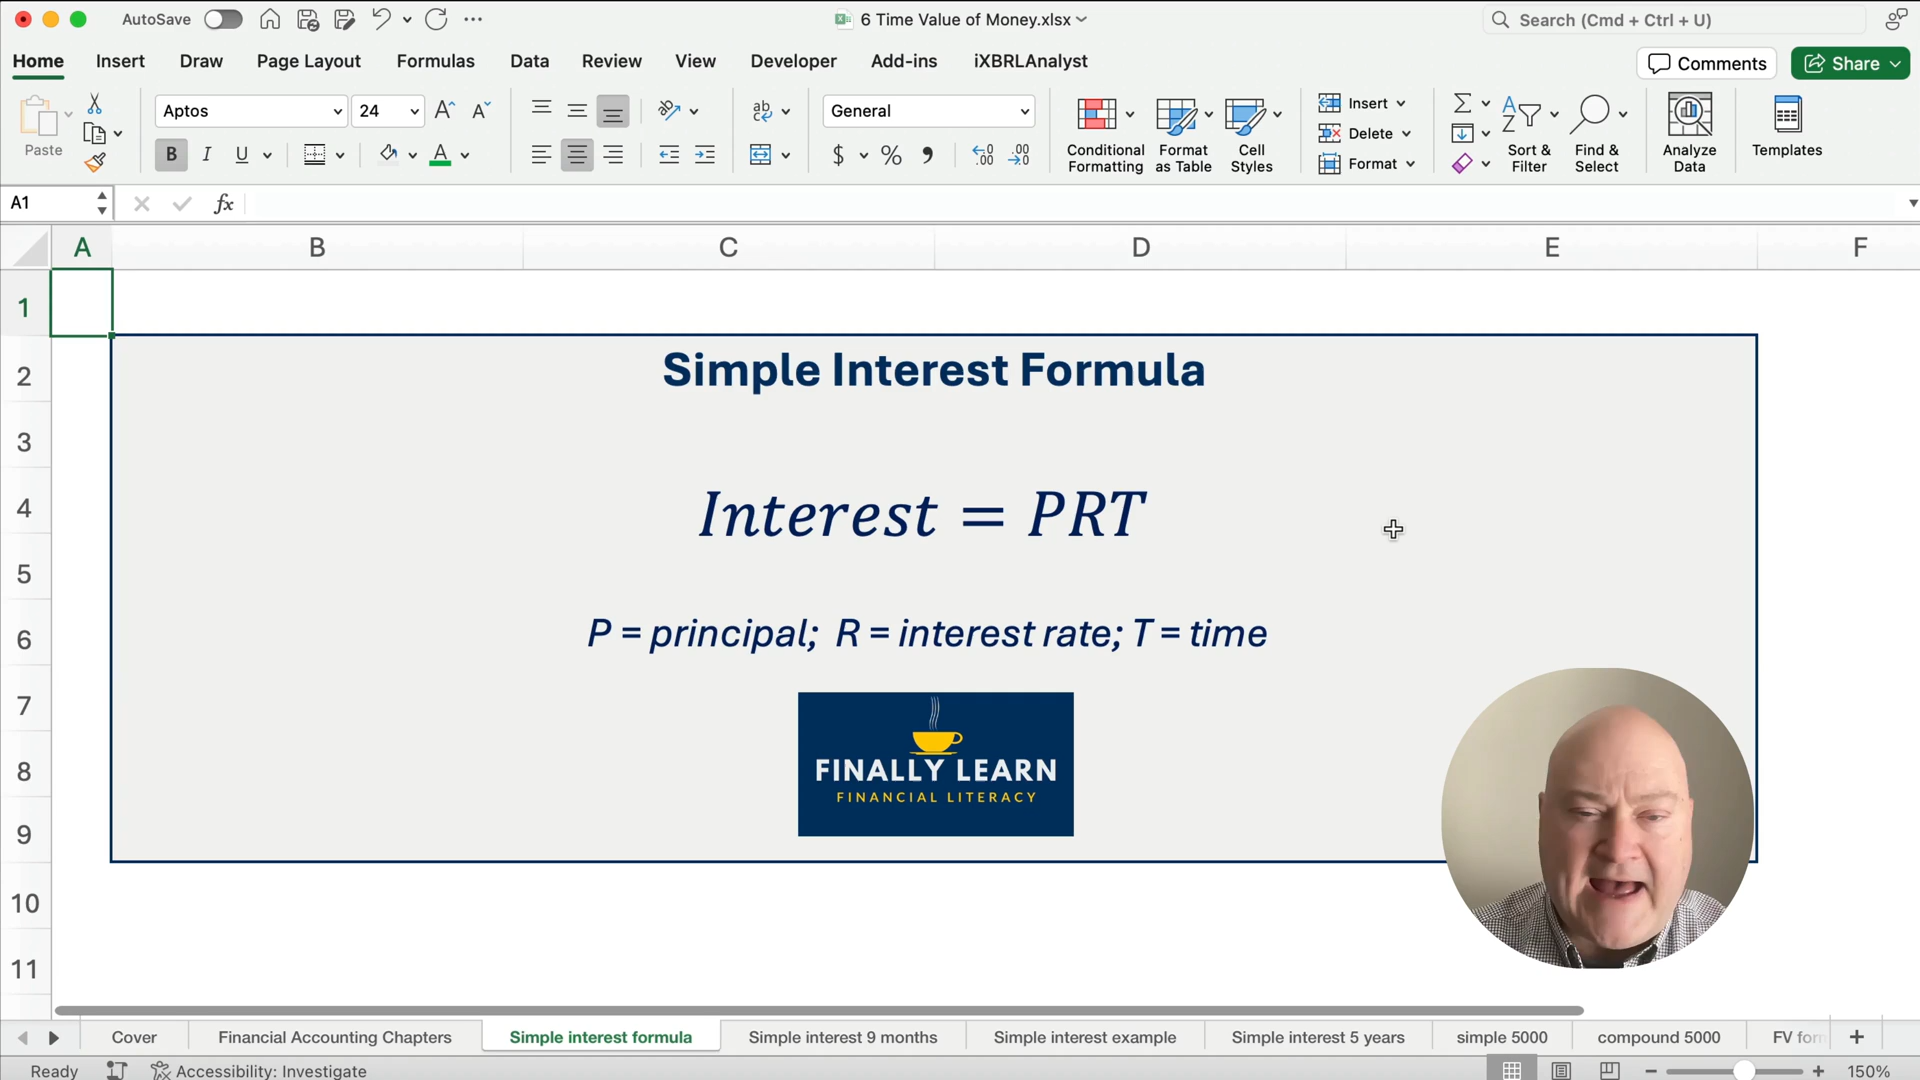 AutoSave
6 Time Value of Money.xlsx
Search (Cmd + Ctrl + U)
Home Insert Draw Page Layout Formulas Data Review View Developer Add-ins iXBRLAnalyst
Comments Share
Paste
Aptos 24
General
Conditional Formatting
Format as Table
Cell Styles
Insert
Delete
Format
Sort & Filter
Find & Select
Analyze Data
Templates
A1 fx
A B C D E F
1
2
3
4
5
6
7
8
9
10
11
Simple Interest Formula
Interest = PRT
P = principal; R = interest rate; T = time
FINALLY LEARN
FINANCIAL LITERACY
Cover Financial Accounting Chapters Simple interest formula Simple interest 9 months Simple interest example Simple interest 5 years simple 5000 compound 5000 FV
Ready Accessibility: Investigate 150%